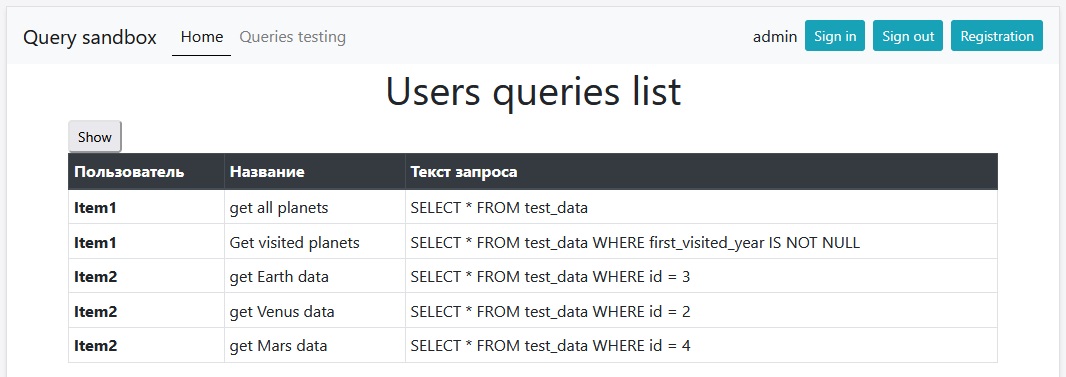 Query sandbox Home Queries testing admin Sign in Sign out Registration
Users queries list
Show
Пользователь Название Текст запроса
Item1 get all planets SELECT * FROM test_data
Item1 Get visited planets SELECT * FROM test_data WHERE first_visited_year IS NOT NULL
Item2 get Earth data SELECT * FROM test_data WHERE id = 3
Item2 get Venus data SELECT * FROM test_data WHERE id = 2
Item2 get Mars data SELECT * FROM test_data WHERE id = 4